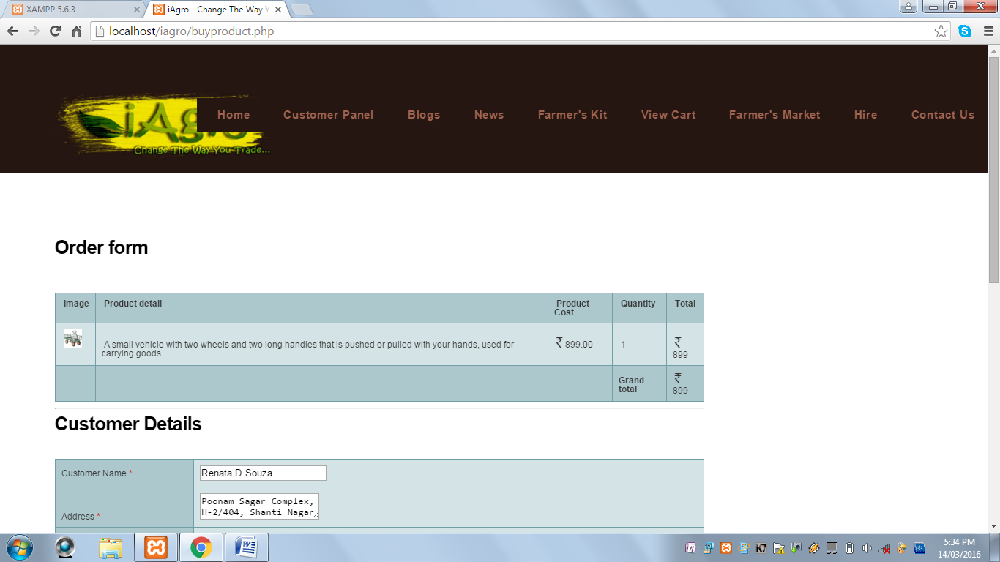 XAMPP 5.6.3
iAgro - Change The Way Y
localhost/iagro/buyproduct.php
iAgro
Change The Way You Trade...
Home Customer Panel Blogs News Farmer's Kit View Cart Farmer's Market Hire Contact Us
Order form
Image Product detail Product Cost Quantity Total
A small vehicle with two wheels and two long handles that is pushed or pulled with your hands, used for
carrying goods.
₹ 899.00
1
₹
899
Grand
total
₹
899
Customer Details
Customer Name *
Renata D Souza
Address *
Poonam Sagar Complex,
H-2/404, Shanti Nagar
5:34 PM
14/03/2016